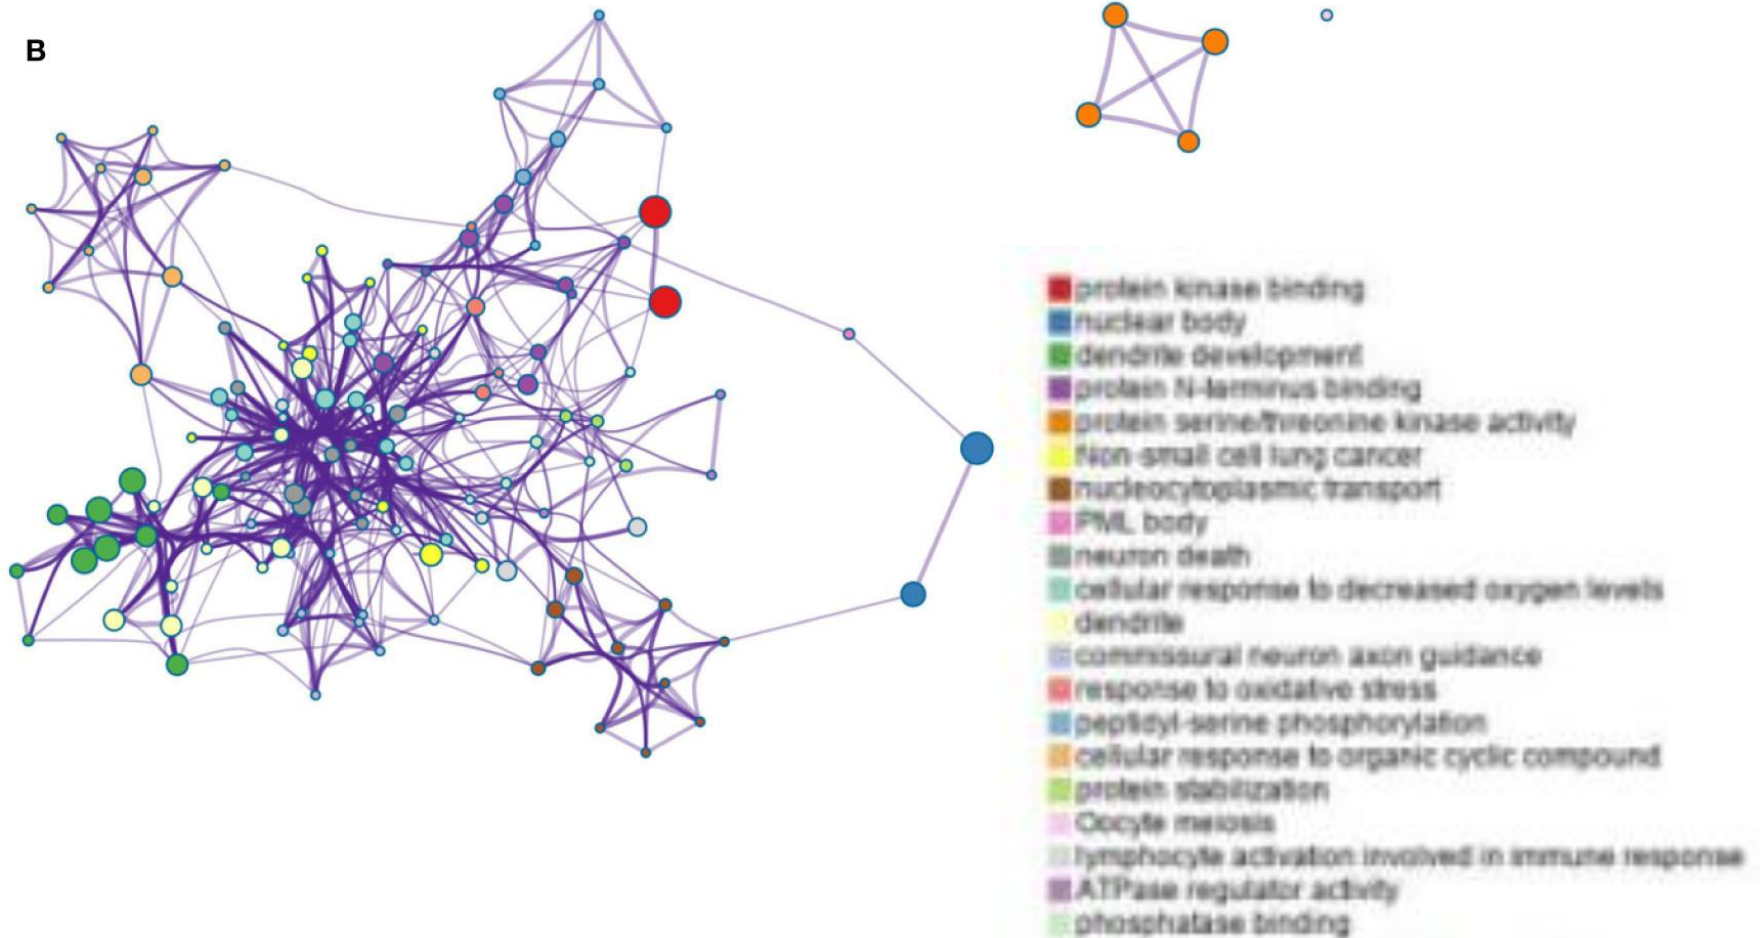 B
protein kinase binding
nuclear body
dendrite development
protein N-terminus binding
protein serine/threonine kinase activity
Non-small cell lung cancer
nucleocytoplasmic transport
PML body
neuron death
cellular response to decreased oxygen levels
dendrite
commissural neuron axon guidance
response to oxidative stress
peptidyl-serine phosphorylation
cellular response to organic cyclic compound
protein stabilization
Oocyte meiosis
lymphocyte activation involved in immune response
ATPase regulator activity
phosphatase binding